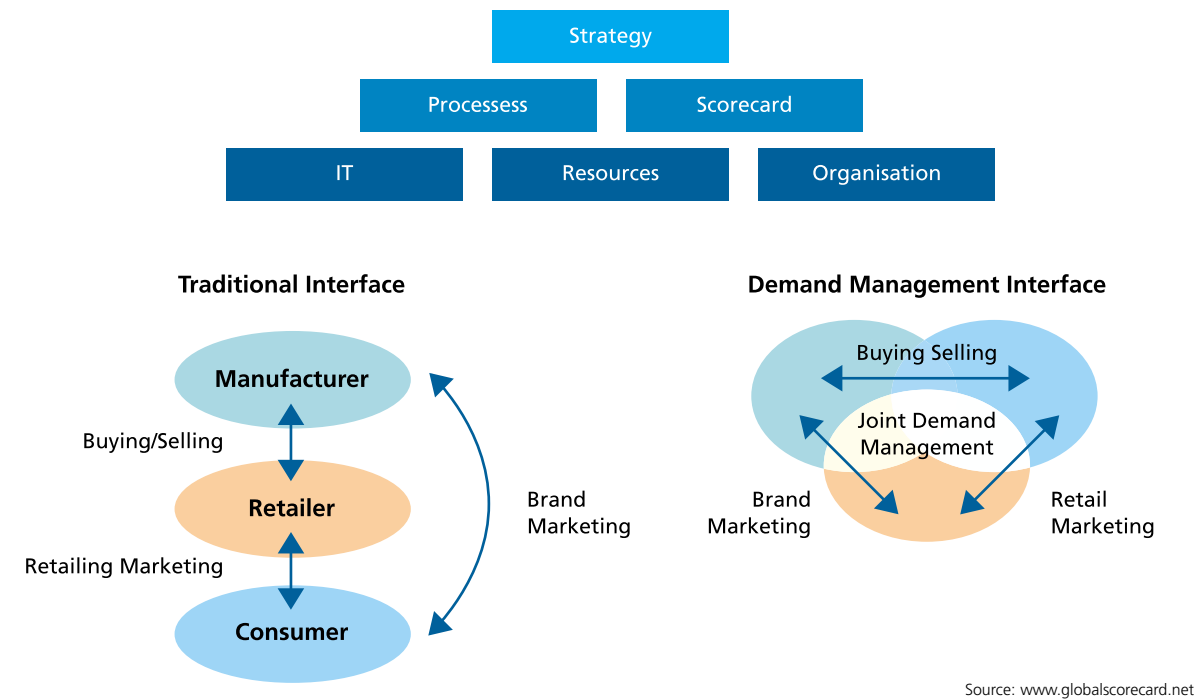 Strategy
Processess
Scorecard
IT
Resources
Organisation
Traditional Interface
Manufacturer
Buying/Selling
Retailer
Retailing Marketing
Consumer
Brand
Marketing
Demand Management Interface
Buying Selling
Joint Demand
Management
Brand
Marketing
Retail
Marketing
Source: www.globalscorecard.net